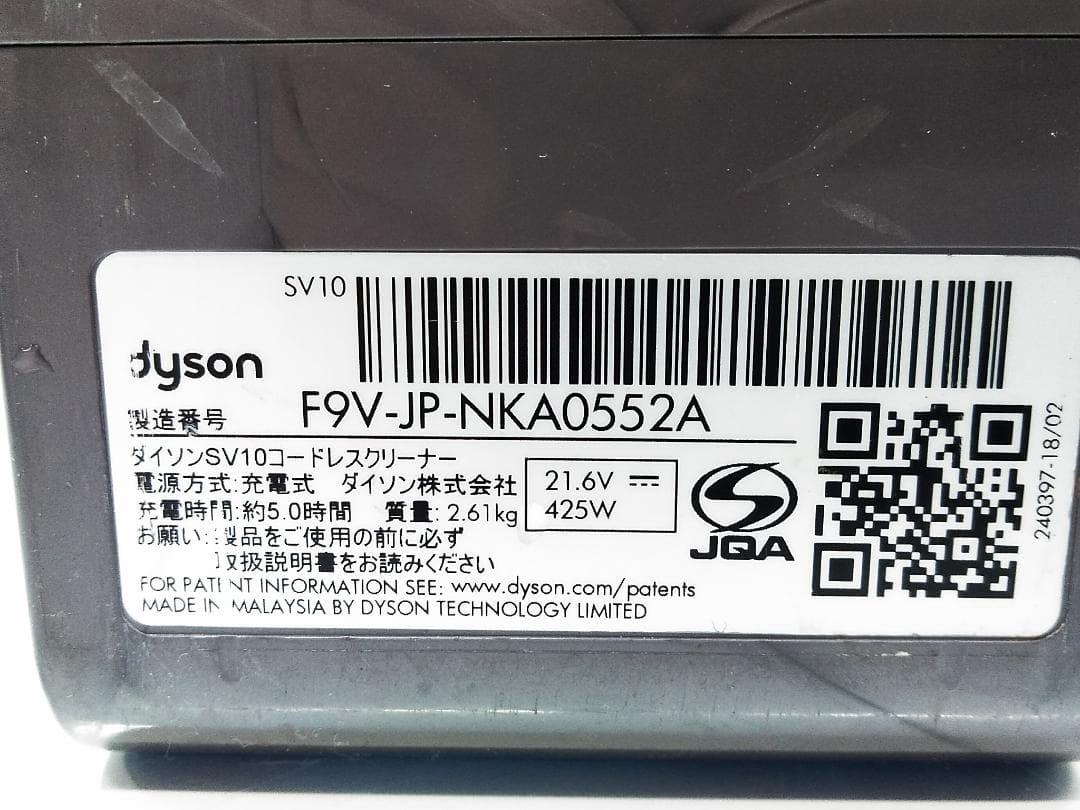 SV10
dyson
製造番号 F9V-JP-NKA0552A
ダイソンSV10コードレスクリーナー
電源方式:充電式 ダイソン株式会社
充電時間:約5.0時間 質量:2.61kg
21.6V ⎓
425W
お願い:製品をご使用の前に必ず
取扱説明書をお読みください
JQA
FOR PATENT INFORMATION SEE: www.dyson.com/patents
MADE IN MALAYSIA BY DYSON TECHNOLOGY LIMITED
240397-18/02